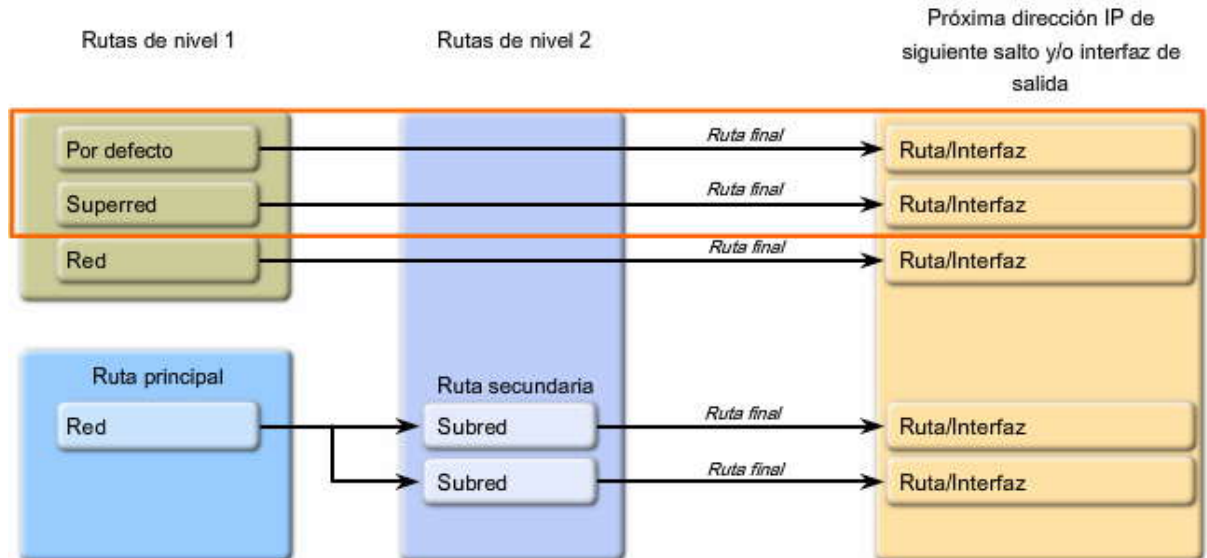 Rutas de nivel 1
Rutas de nivel 2
Próxima dirección IP de
siguiente salto y/o interfaz de
salida
Por defecto
Ruta final
Ruta/Interfaz
Superred
Ruta final
Ruta/Interfaz
Red
Ruta final
Ruta/Interfaz
Ruta principal
Ruta secundaria
Red
Subred
Ruta final
Ruta/Interfaz
Subred
Ruta final
Ruta/Interfaz